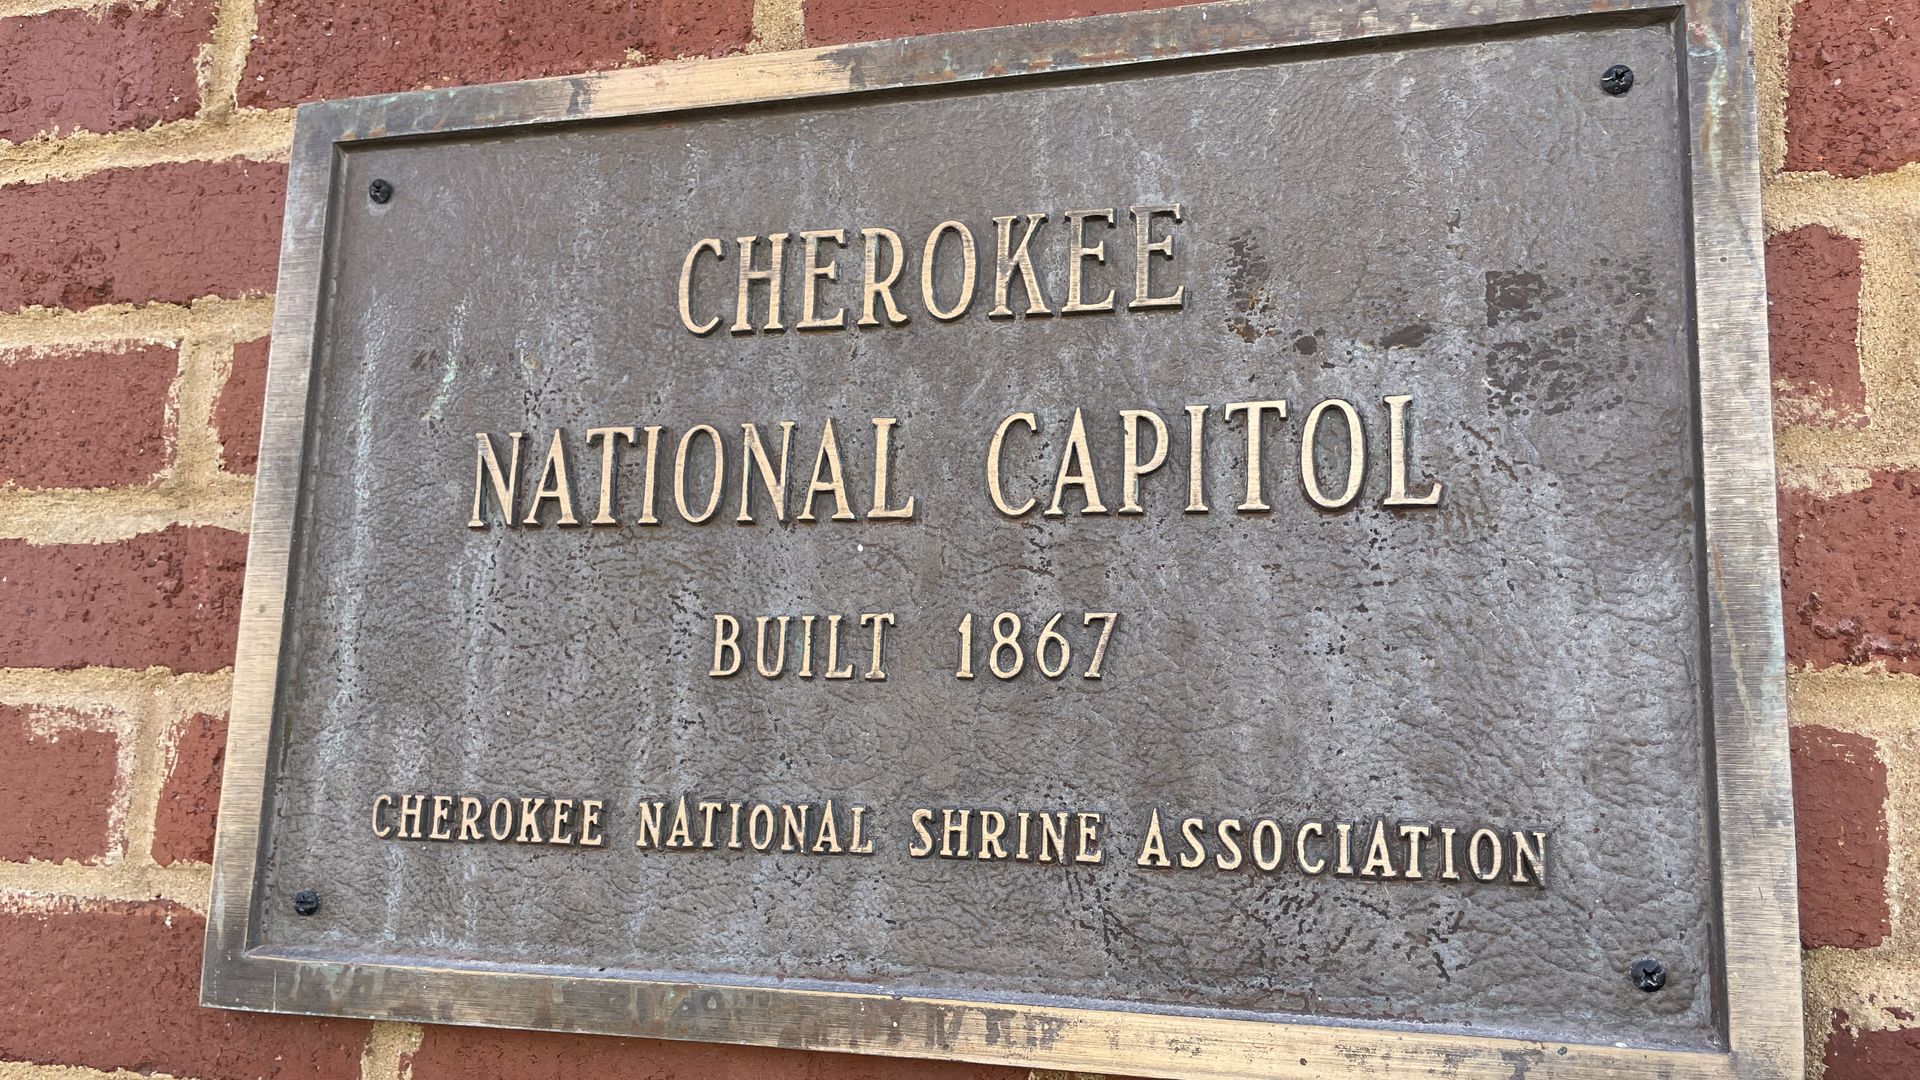 CHEROKEE
NATIONAL CAPITOL
BUILT 1867
CHEROKEE NATIONAL SHRINE ASSOCIATION